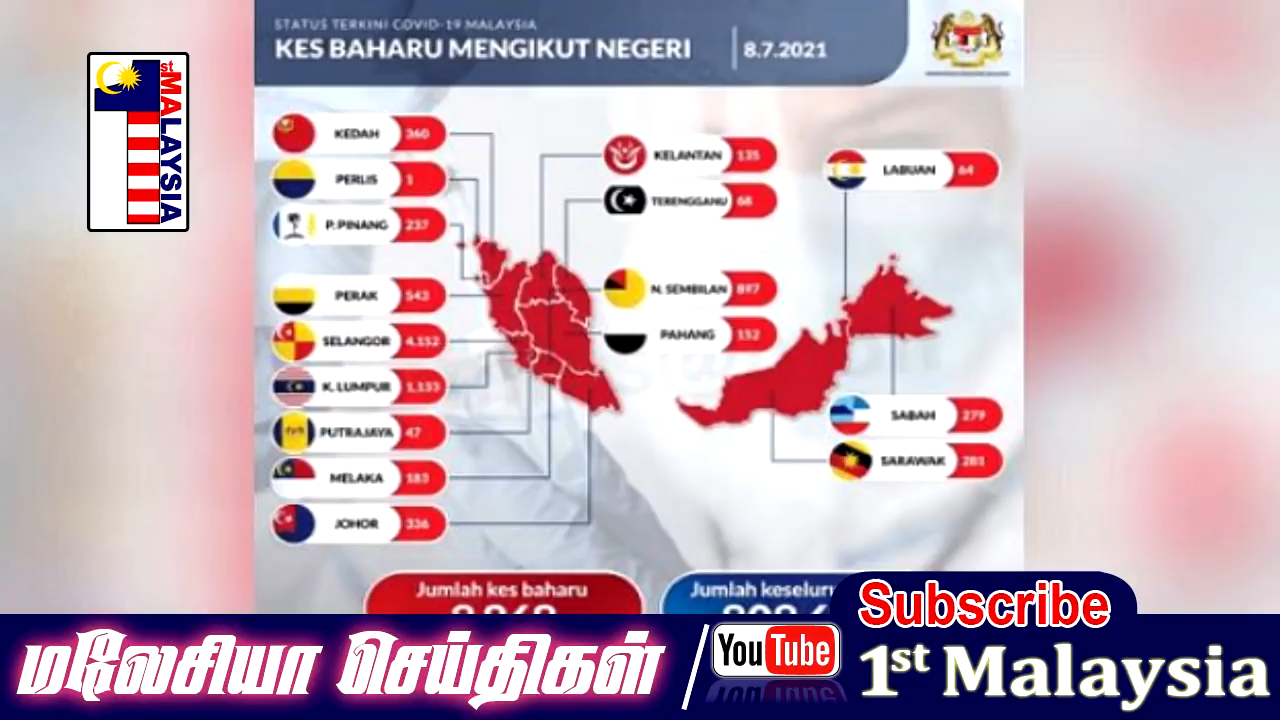 STATUS TERKINI COVID-19 MALAYSIA
KES BAHARU MENGIKUT NEGERI
8.7.2021
1st MALAYSIA
KEDAH 360
PERLIS 1
P. PINANG 237
PERAK 543
SELANGOR 4,152
K. LUMPUR 1,133
PUTRAJAYA 47
MELAKA 183
JOHOR 336
KELANTAN 135
TERENGGANU 68
N. SEMBILAN 897
PAHANG 152
LABUAN 64
SABAH 279
SARAWAK 281
Jumlah kes baharu
8,868
Jumlah keseluru
Subscribe
மலேசியா செய்திகள்
YouTube
1st Malaysia